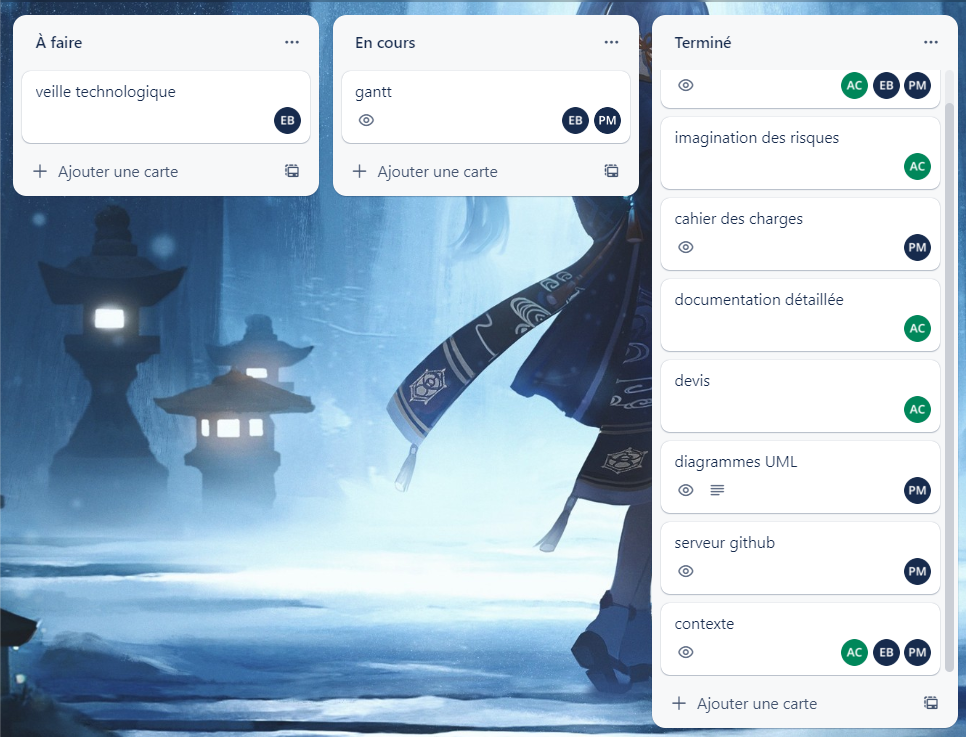 À faire
veille technologique
EB
Ajouter une carte
En cours
gantt
EB PM
Ajouter une carte
Terminé
AC EB PM
imagination des risques
AC
cahier des charges
PM
documentation détaillée
AC
devis
AC
diagrammes UML
PM
serveur github
PM
contexte
AC EB PM
Ajouter une carte